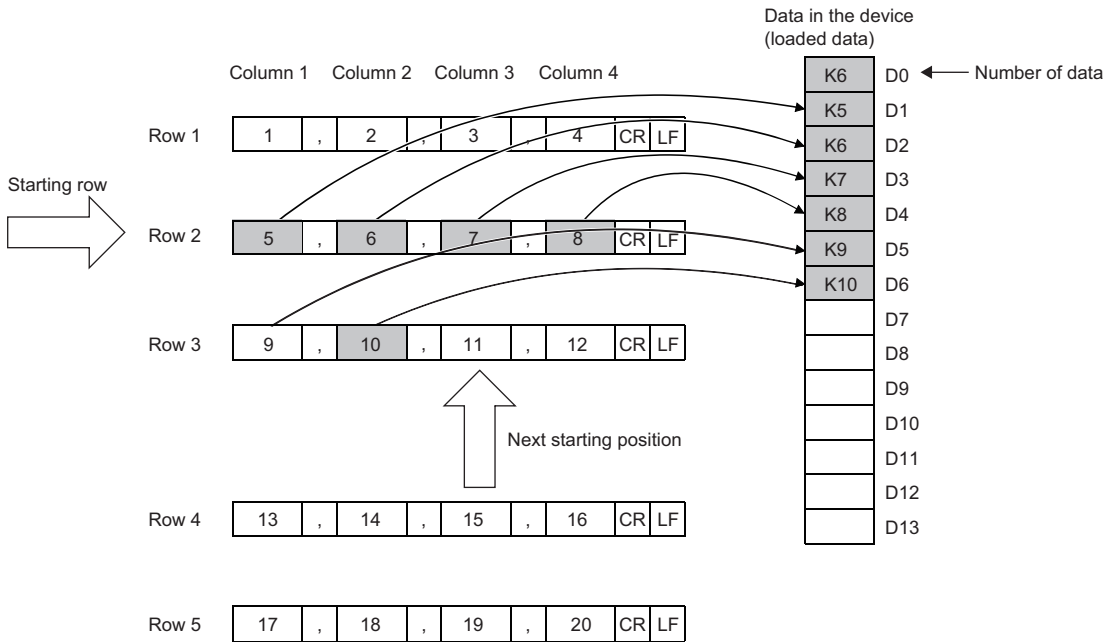 Data in the device
(loaded data)
Column 1 Column 2 Column 3 Column 4
K6 D0 Number of data
K5 D1
Row 1 1 , 2 , 3 , 4 CR LF
K6 D2
K7 D3
Starting row
K8 D4
Row 2 5 , 6 , 7 , 8 CR LF
K9 D5
K10 D6
D7
Row 3 9 , 10 , 11 , 12 CR LF
D8
D9
D10
Next starting position
D11
D12
Row 4 13 , 14 , 15 , 16 CR LF
D13
Row 5 17 , 18 , 19 , 20 CR LF